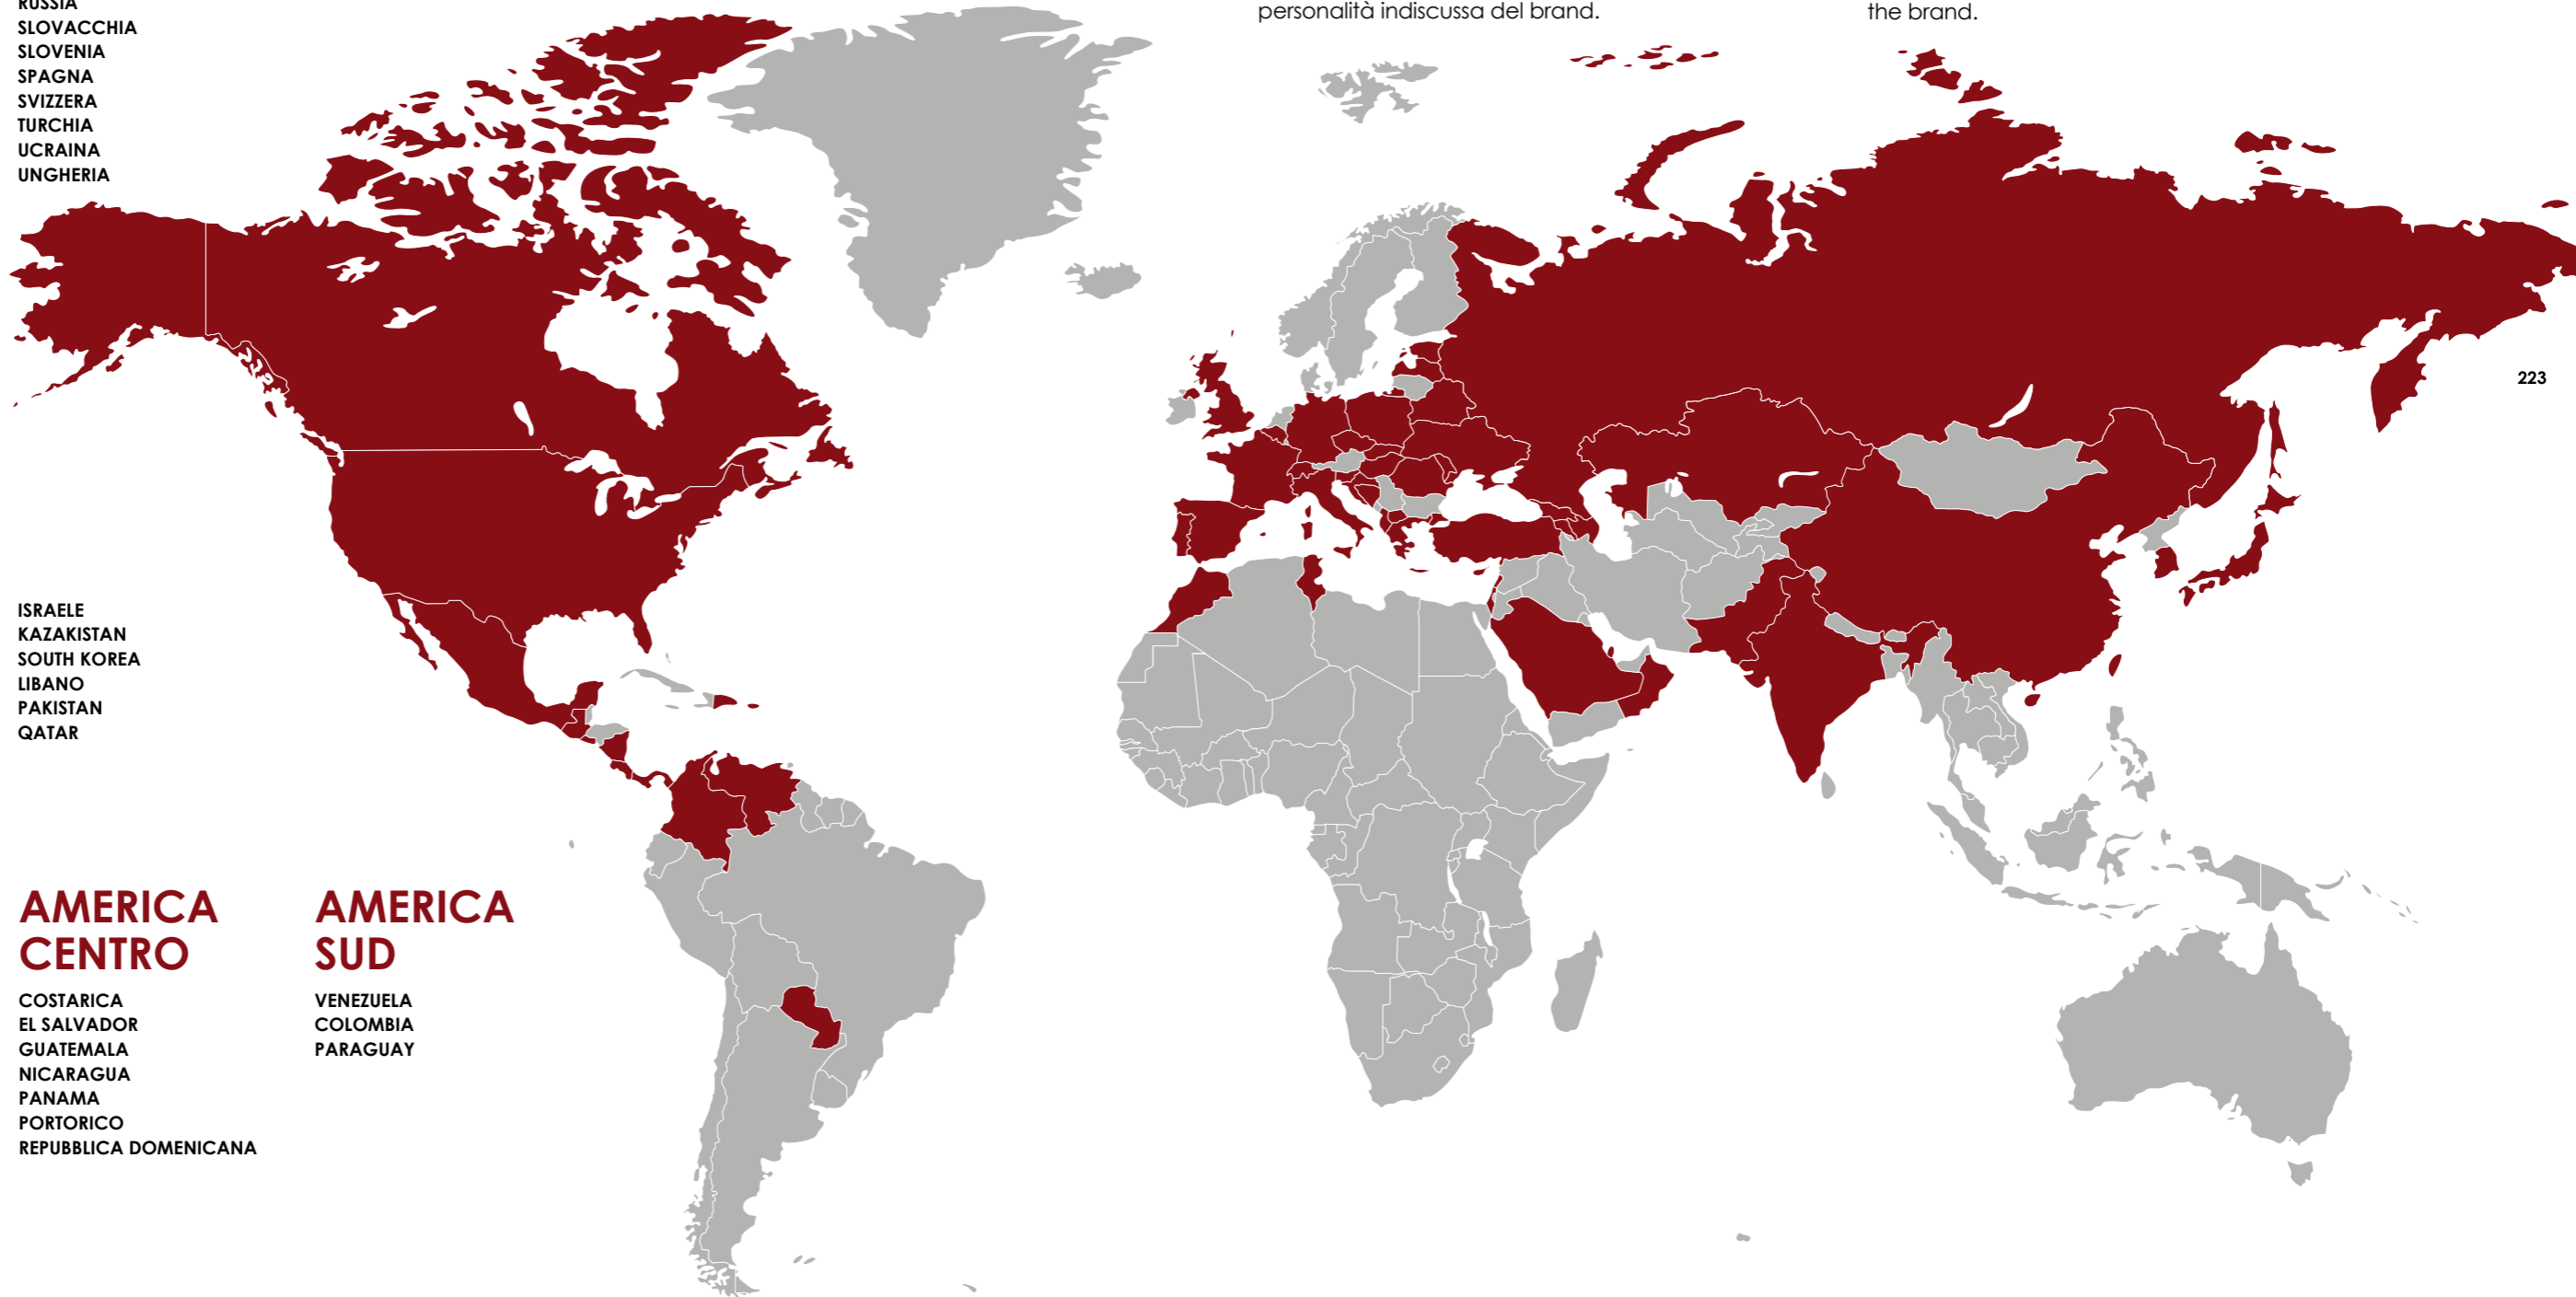 RUSSIA
SLOVACCHIA
SLOVENIA
SPAGNA
SVIZZERA
TURCHIA
UCRAINA
UNGHERIA
personalità indiscussa del brand.
the brand.
223
ISRAELE
KAZAKISTAN
SOUTH KOREA
LIBANO
PAKISTAN
QATAR
AMERICA
CENTRO
COSTARICA
EL SALVADOR
GUATEMALA
NICARAGUA
PANAMA
PORTORICO
REPUBBLICA DOMENICANA
AMERICA
SUD
VENEZUELA
COLOMBIA
PARAGUAY